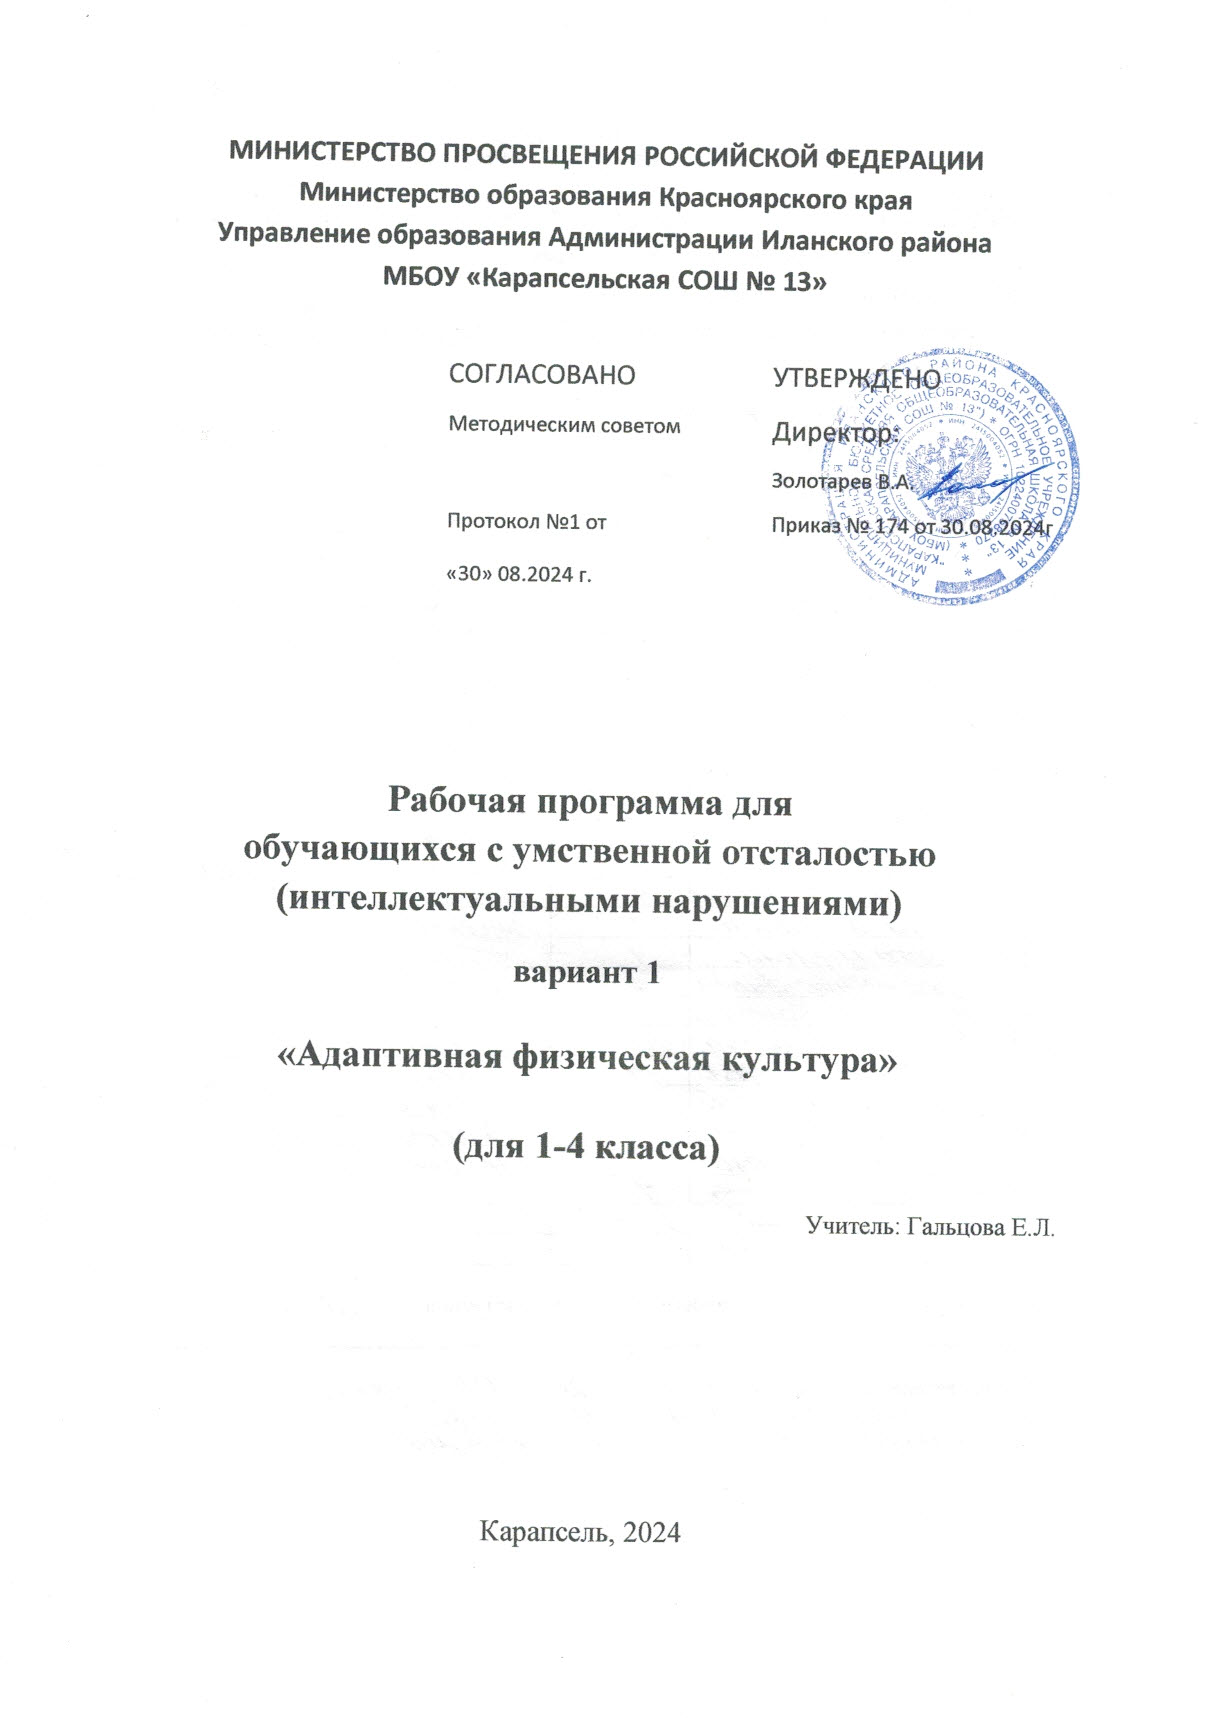 МИНИСТЕРСТВО ПРОСВЕЩЕНИЯ РОССИЙСКОЙ ФЕДЕРАЦИИ
Министерство образования Красноярского края
Управление образования Администрации Иланского района
МБОУ «Карапсельская СОШ № 13»
СОГЛАСОВАНО
Методическим советом
Протокол №1 от
«30» 08.2024 г.
УТВЕРЖДЕНО
Директор:
Золотарев В.А.
Приказ № 174 от 30.08.2024г
Рабочая программа для
обучающихся с умственной отсталостью
(интеллектуальными нарушениями)
вариант 1
«Адаптивная физическая культура»
(для 1-4 класса)
Учитель: Гальцова Е.Л.
Карапсель, 2024